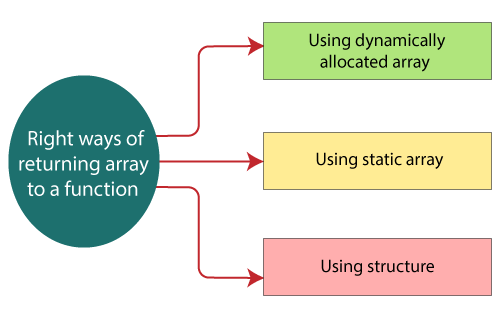 Right ways of
returning array
to a function
Using dynamically
allocated array
Using static array
Using structure